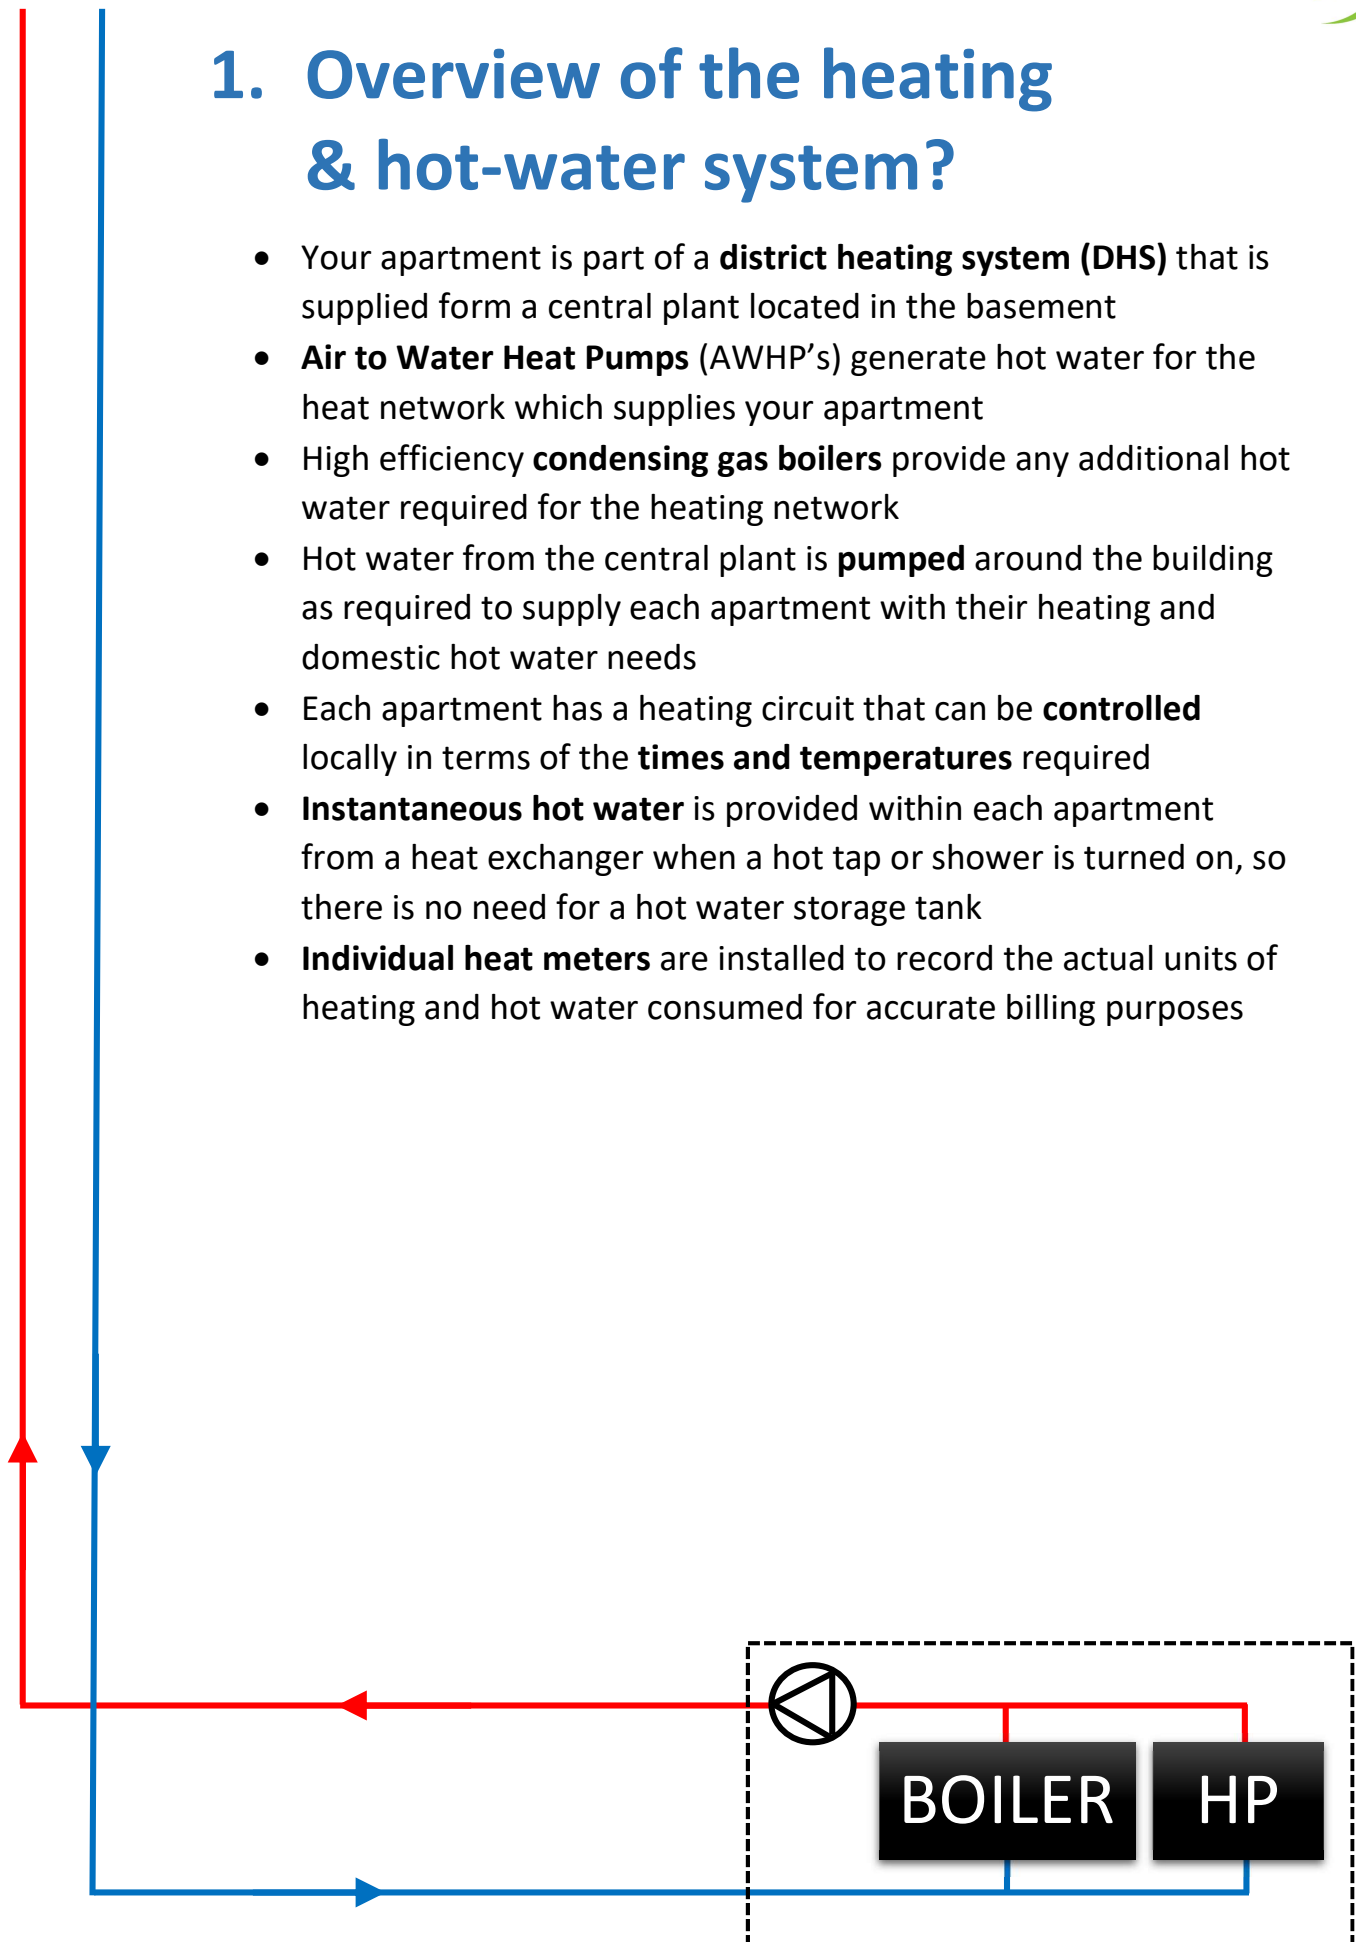 1. Overview of the heating
& hot-water system?
• Your apartment is part of a district heating system (DHS) that is
supplied form a central plant located in the basement
• Air to Water Heat Pumps (AWHP’s) generate hot water for the
heat network which supplies your apartment
• High efficiency condensing gas boilers provide any additional hot
water required for the heating network
• Hot water from the central plant is pumped around the building
as required to supply each apartment with their heating and
domestic hot water needs
• Each apartment has a heating circuit that can be controlled
locally in terms of the times and temperatures required
• Instantaneous hot water is provided within each apartment
from a heat exchanger when a hot tap or shower is turned on, so
there is no need for a hot water storage tank
• Individual heat meters are installed to record the actual units of
heating and hot water consumed for accurate billing purposes
BOILER
HP